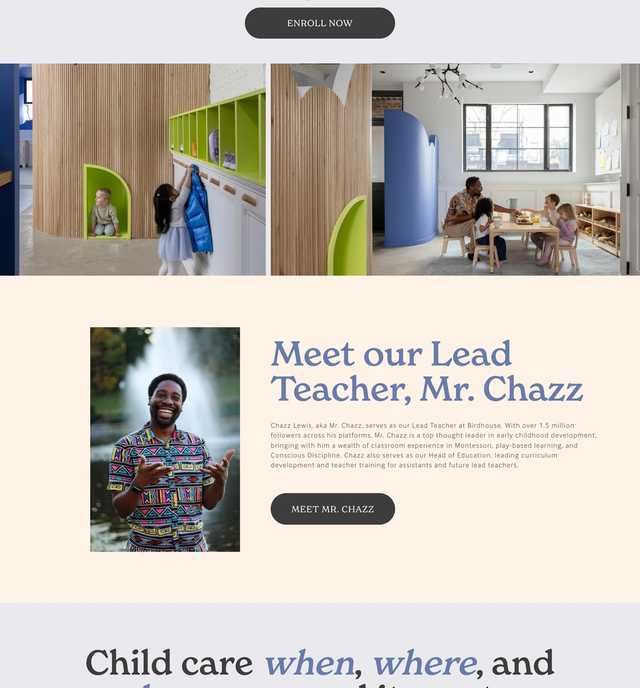 ENROLL NOW
Meet our Lead
Teacher, Mr. Chazz
Chazz Lewis, aka Mr. Chazz, serves as our Lead Teacher at Birdhouse. With over 1.5 million
followers across his platforms, Mr. Chazz is a top thought leader in early childhood development,
bringing with him a wealth of classroom experience in Montessori, play-based learning, and
Conscious Discipline. Chazz also serves as our Head of Education, leading curriculum
development and teacher training for assistants and future lead teachers.
MEET MR. CHAZZ
Child care when, where, and